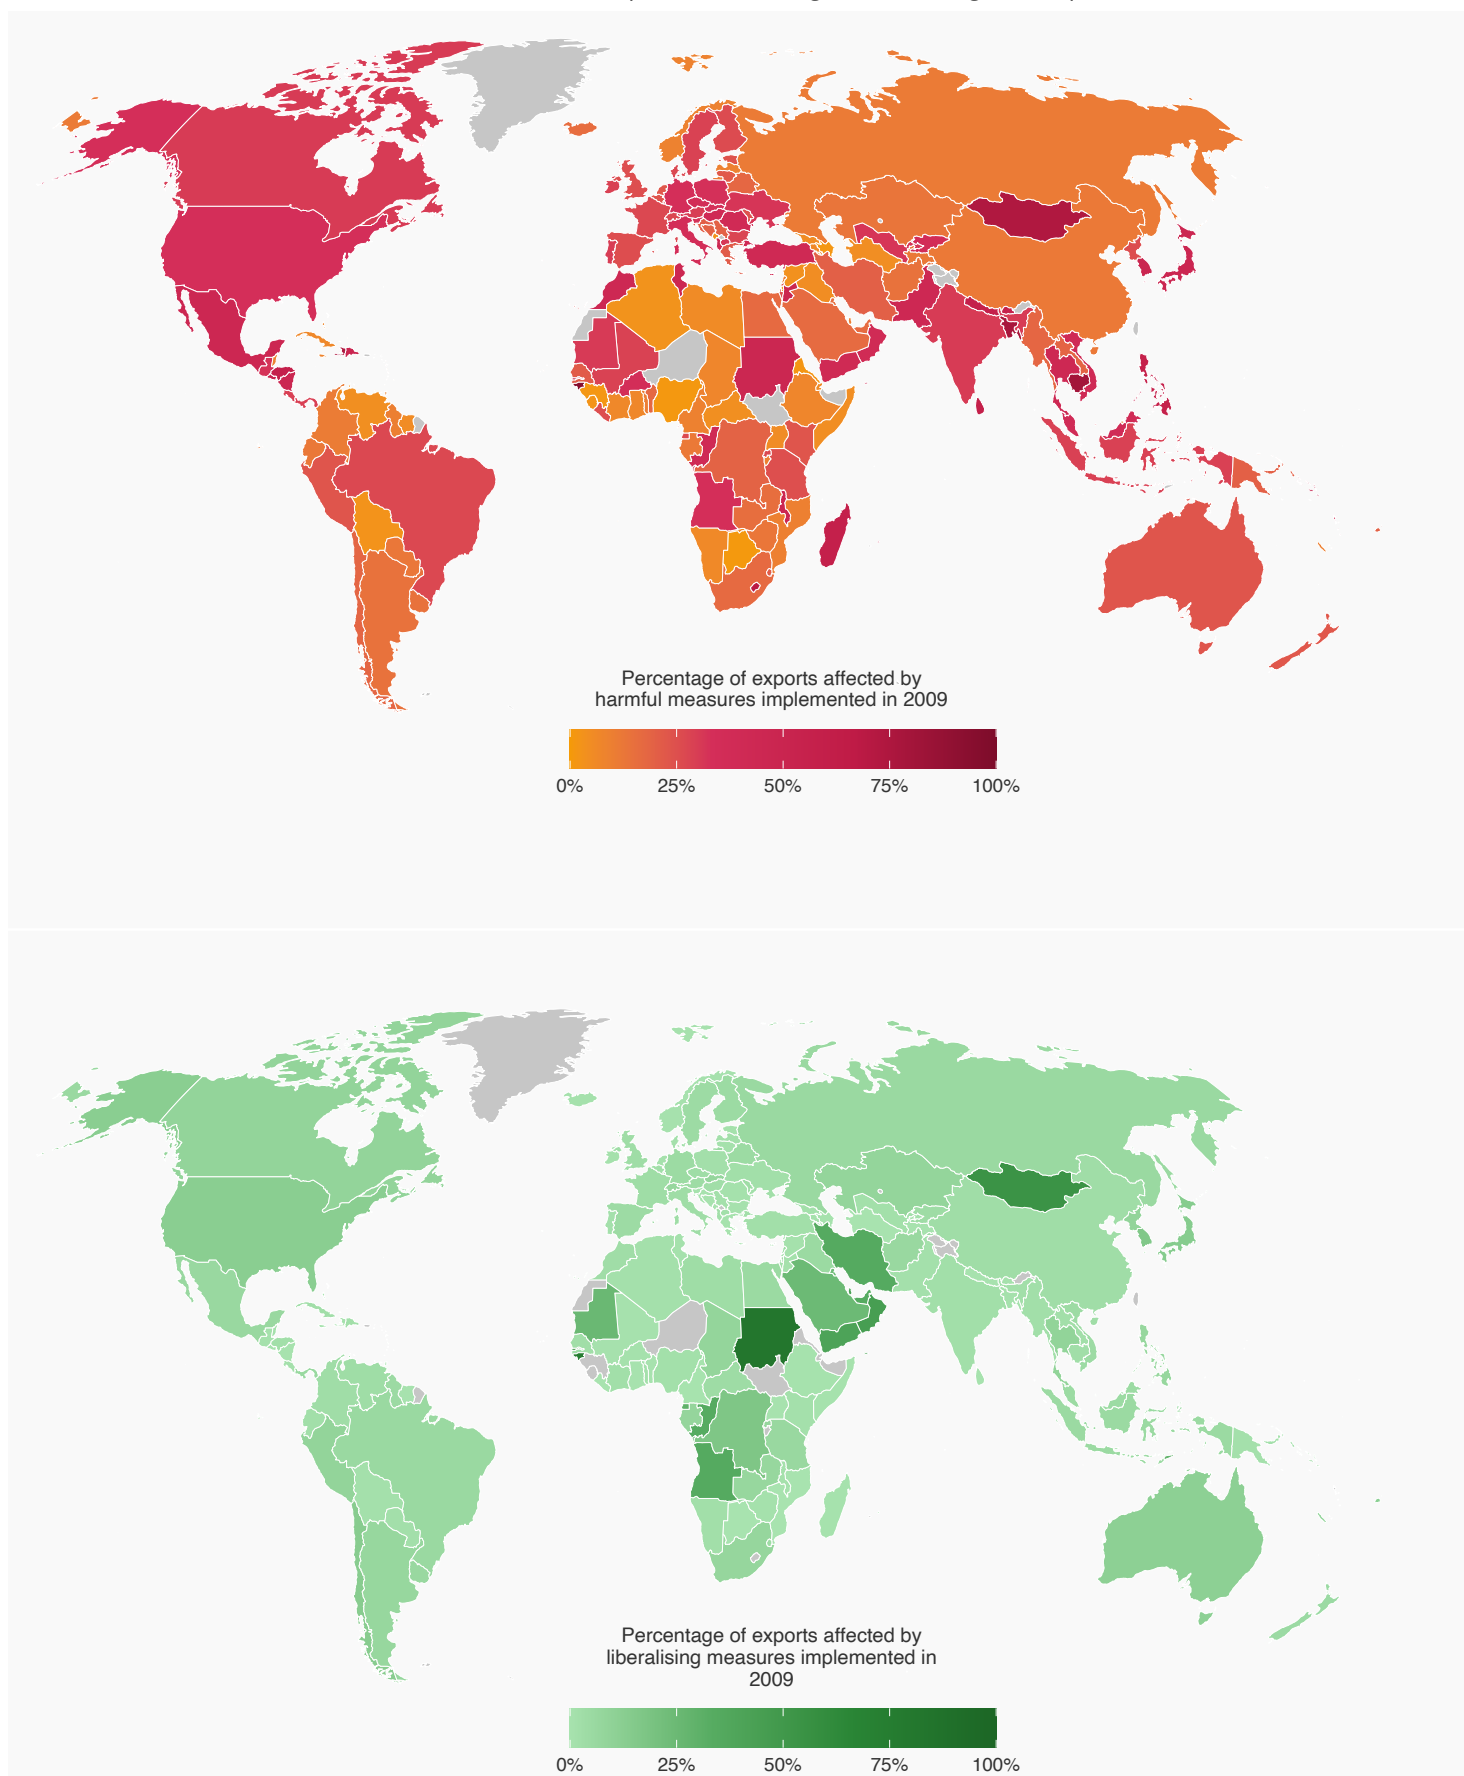 Percentage of exports affected by
harmful measures implemented in 2009
0% 25% 50% 75% 100%
Percentage of exports affected by
liberalising measures implemented in
2009
0% 25% 50% 75% 100%